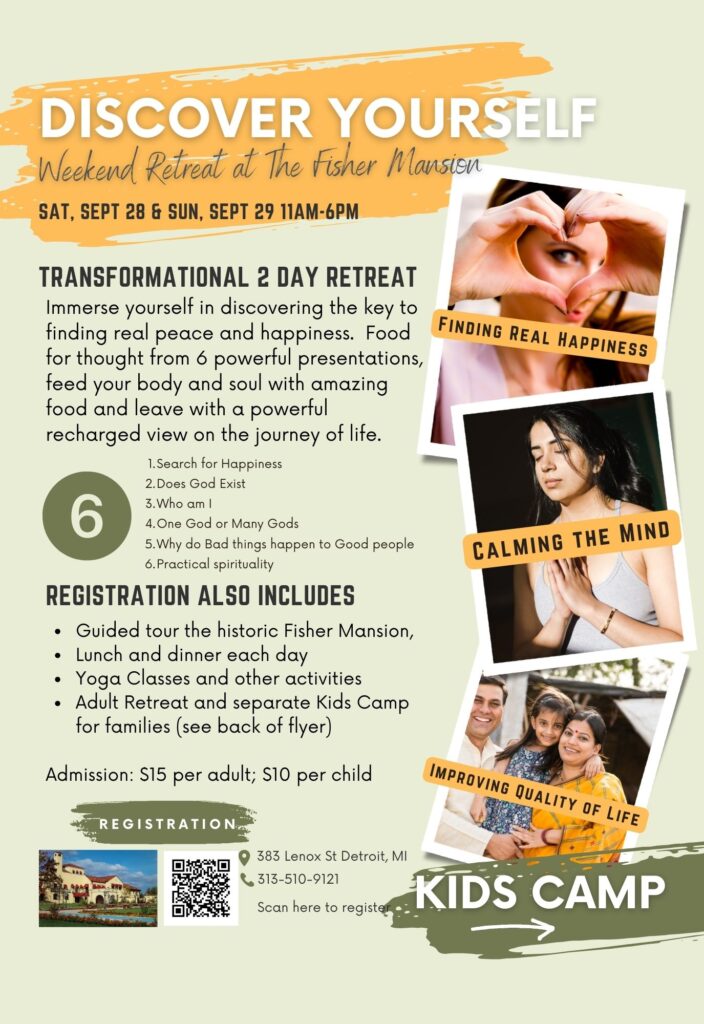 DISCOVER YOURSELF
Weekend Retreat at The Fisher Mansion
SAT, SEPT 28 & SUN, SEPT 29 11AM-6PM
TRANSFORMATIONAL 2 DAY RETREAT
Immerse yourself in discovering the key to
finding real peace and happiness. Food
for thought from 6 powerful presentations,
feed your body and soul with amazing
food and leave with a powerful
recharged view on the journey of life.
6
1.Search for Happiness
2.Does God Exist
3.Who am I
4.One God or Many Gods
5.Why do Bad things happen to Good people
6.Practical spirituality
REGISTRATION ALSO INCLUDES
• Guided tour the historic Fisher Mansion,
• Lunch and dinner each day
• Yoga Classes and other activities
• Adult Retreat and separate Kids Camp
for families (see back of flyer)
Admission: $15 per adult; $10 per child
REGISTRATION
383 Lenox St Detroit, MI
313-510-9121
Scan here to register
FINDING REAL HAPPINESS
CALMING THE MIND
IMPROVING QUALITY OF LIFE
KIDS CAMP